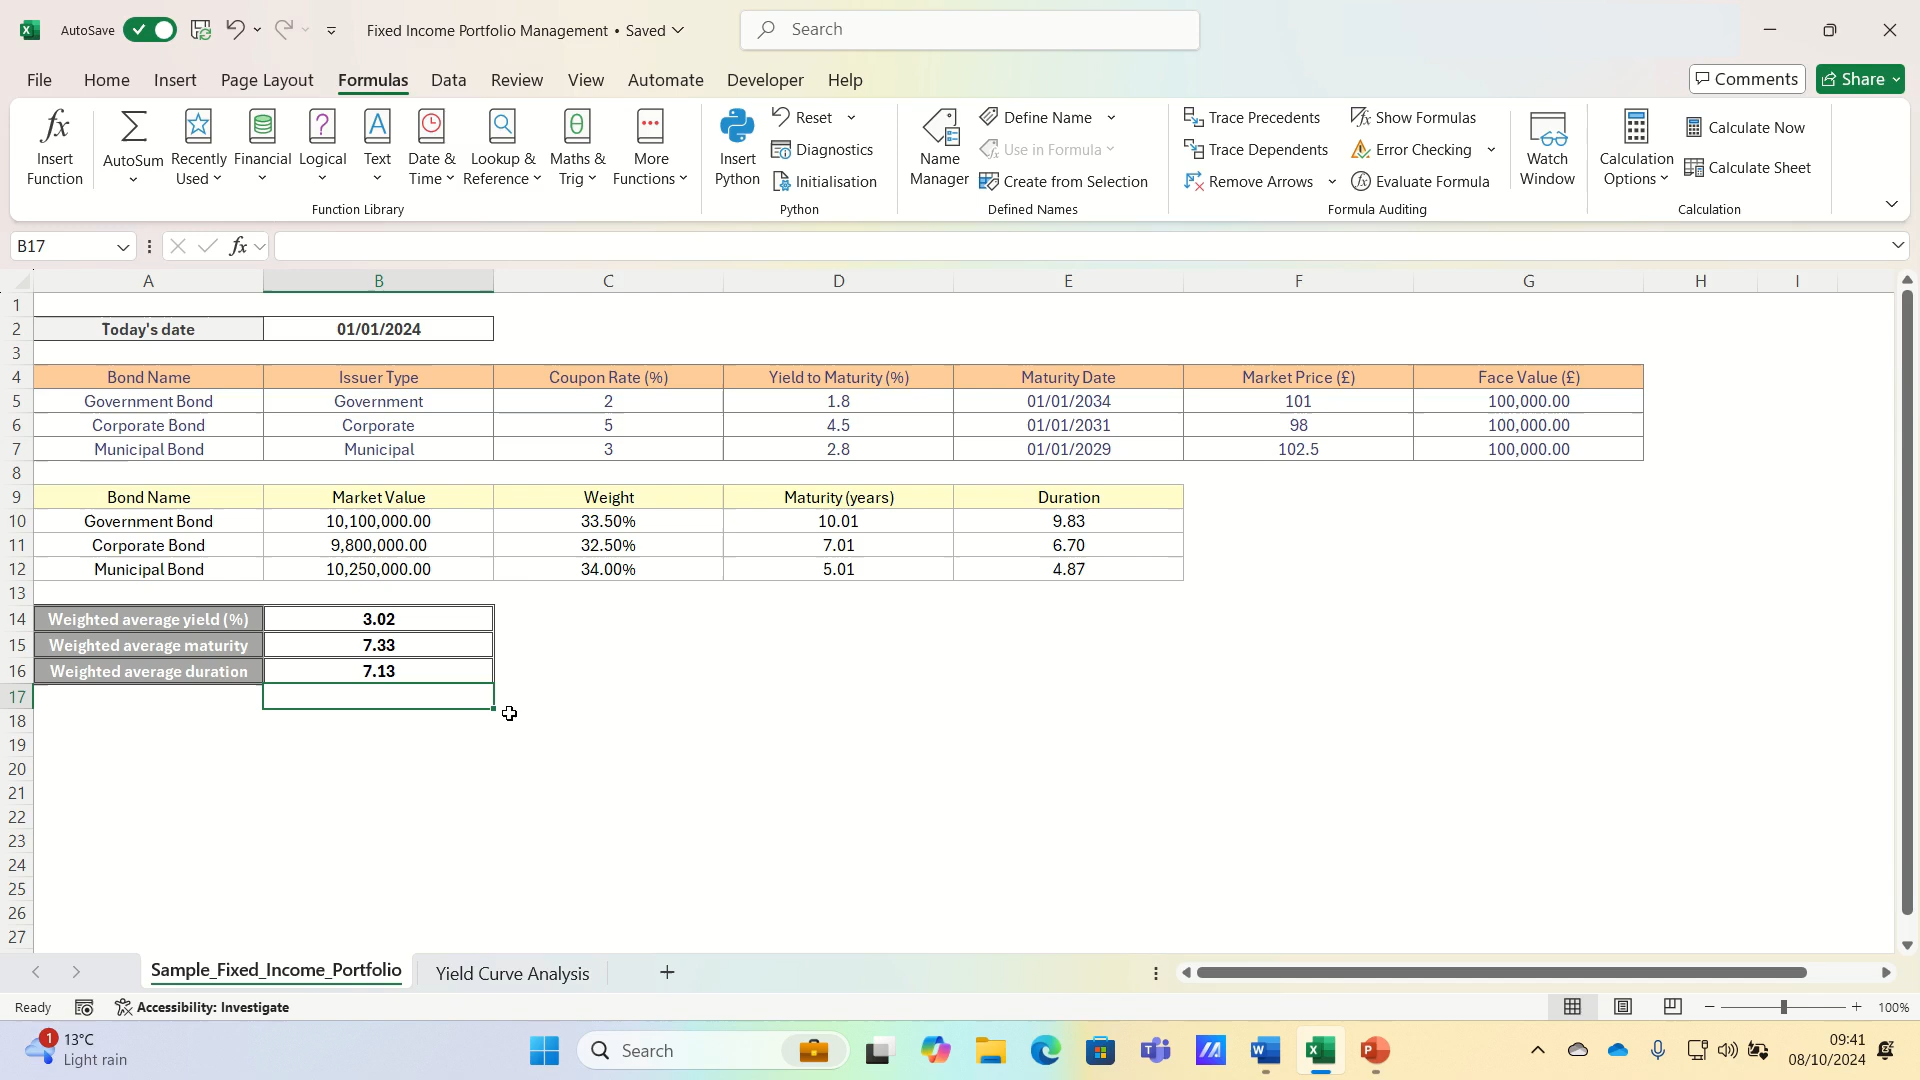 AutoSave
Fixed Income Portfolio Management • Saved
Search
File Home Insert Page Layout Formulas Data Review View Automate Developer Help
Comments Share
Insert Function
AutoSum
Recently Used
Financial
Logical
Text
Date & Time
Lookup & Reference
Maths & Trig
More Functions
Function Library
Insert Python
Reset
Diagnostics
Initialisation
Python
Name Manager
Define Name
Use in Formula
Create from Selection
Defined Names
Trace Precedents
Trace Dependents
Remove Arrows
Show Formulas
Error Checking
Evaluate Formula
Formula Auditing
Watch Window
Calculation Options
Calculate Now
Calculate Sheet
Calculation
B17
fx
A B C D E F G H I
1
2 Today's date 01/01/2024
3
4 Bond Name Issuer Type Coupon Rate (%) Yield to Maturity (%) Maturity Date Market Price (£) Face Value (£)
5 Government Bond Government 2 1.8 01/01/2034 101 100,000.00
6 Corporate Bond Corporate 5 4.5 01/01/2031 98 100,000.00
7 Municipal Bond Municipal 3 2.8 01/01/2029 102.5 100,000.00
8
9 Bond Name Market Value Weight Maturity (years) Duration
10 Government Bond 10,100,000.00 33.50% 10.01 9.83
11 Corporate Bond 9,800,000.00 32.50% 7.01 6.70
12 Municipal Bond 10,250,000.00 34.00% 5.01 4.87
13
14 Weighted average yield (%) 3.02
15 Weighted average maturity 7.33
16 Weighted average duration 7.13
17
18
19
20
21
22
23
24
25
26
27
Sample_Fixed_Income_Portfolio Yield Curve Analysis
Ready Accessibility: Investigate 100%
1 13°C
Light rain
Search
09:41
08/10/2024